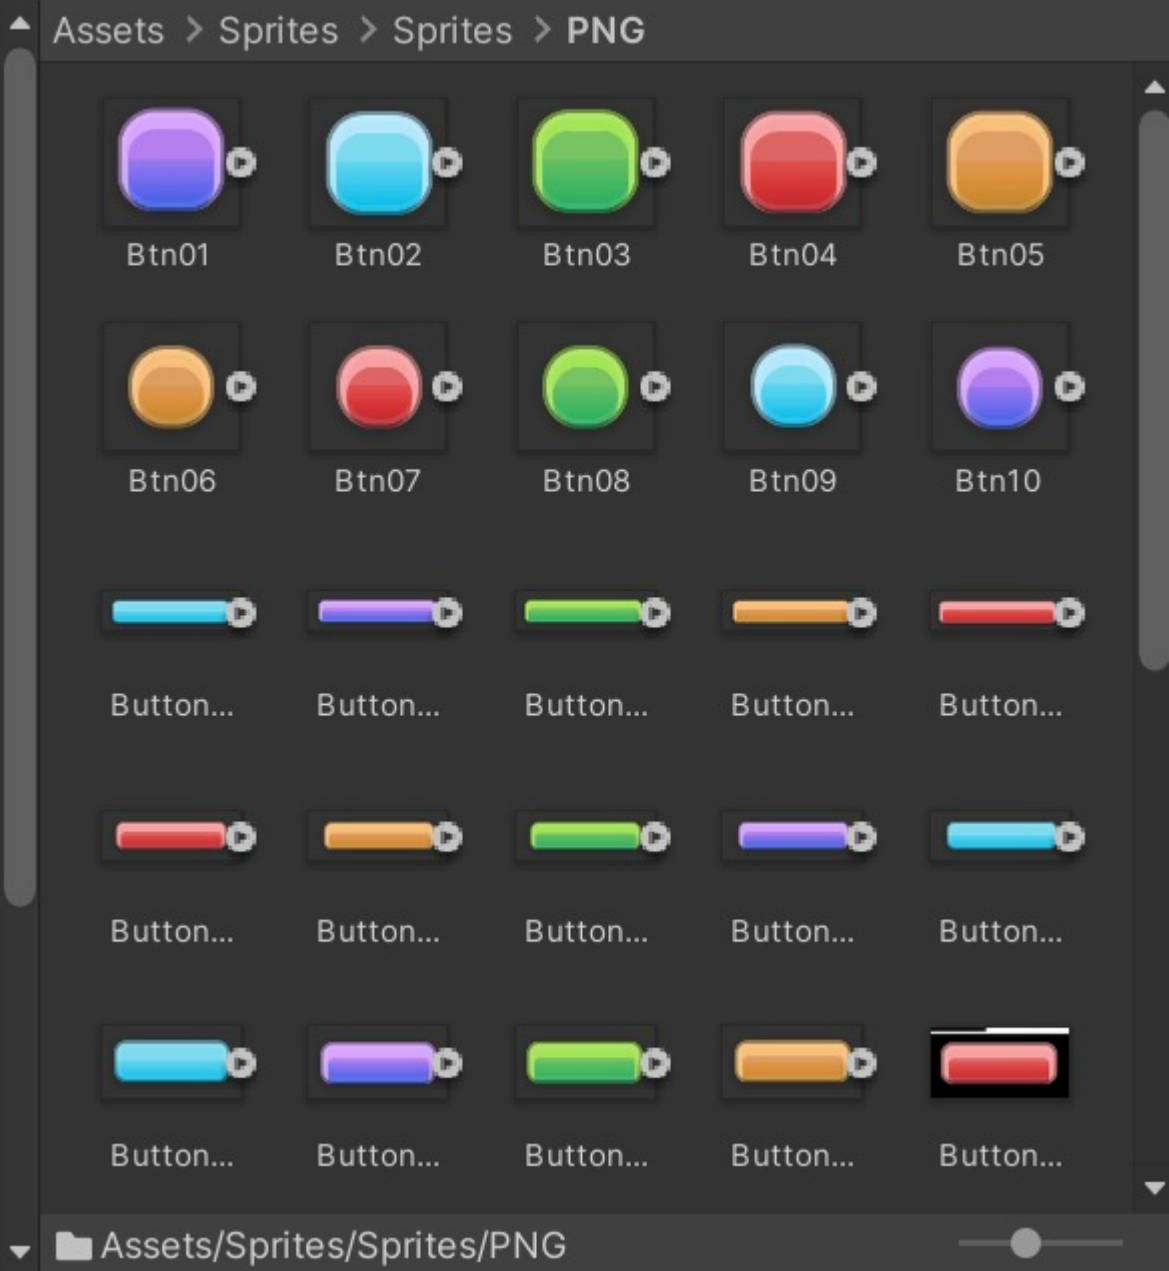 Assets > Sprites > Sprites > PNG
Btn01 Btn02 Btn03 Btn04 Btn05
Btn06 Btn07 Btn08 Btn09 Btn10
Button... Button... Button... Button... Button...
Button... Button... Button... Button... Button...
Button... Button... Button... Button... Button...
Assets/Sprites/Sprites/PNG